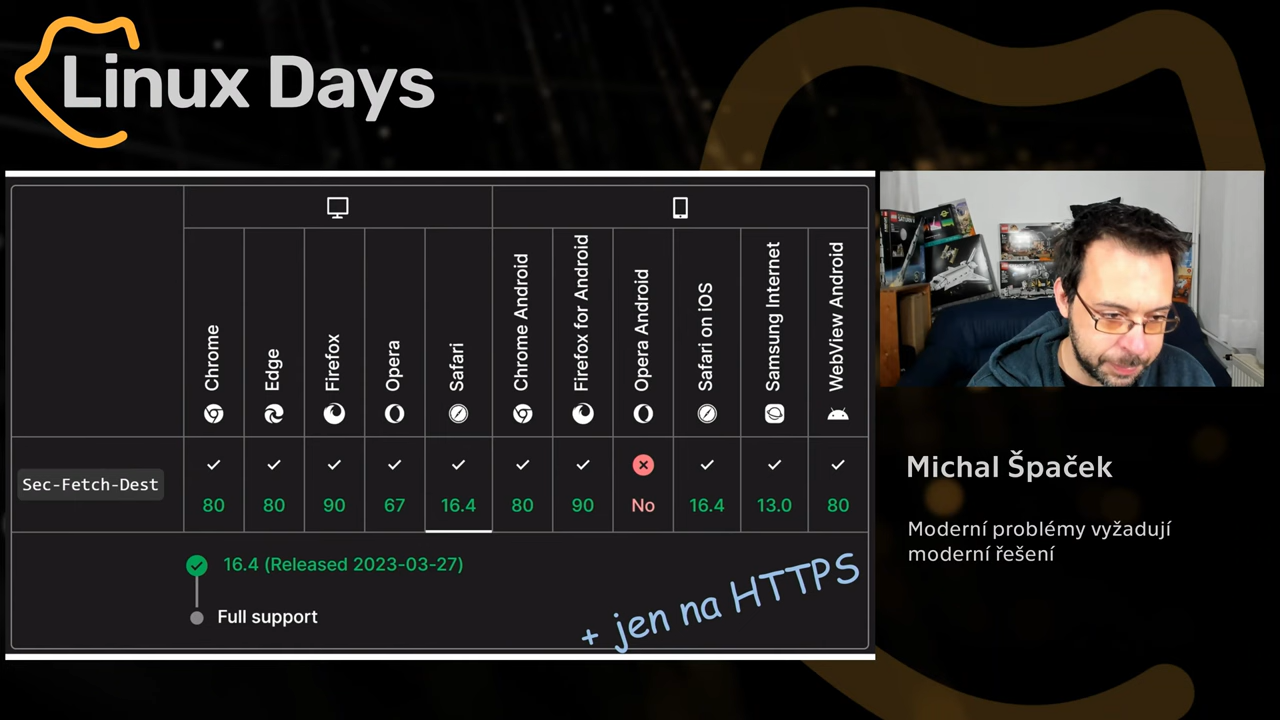 Linux Days
Chrome
Edge
Firefox
Opera
Safari
Chrome Android
Firefox for Android
Opera Android
Safari on iOS
Samsung Internet
WebView Android
Sec-Fetch-Dest
80 80 90 67 16.4 80 90 No 16.4 13.0 80
16.4 (Released 2023-03-27)
Full support
+ jen na HTTPS
Michal Špaček
Moderní problémy vyžadují
moderní řešení